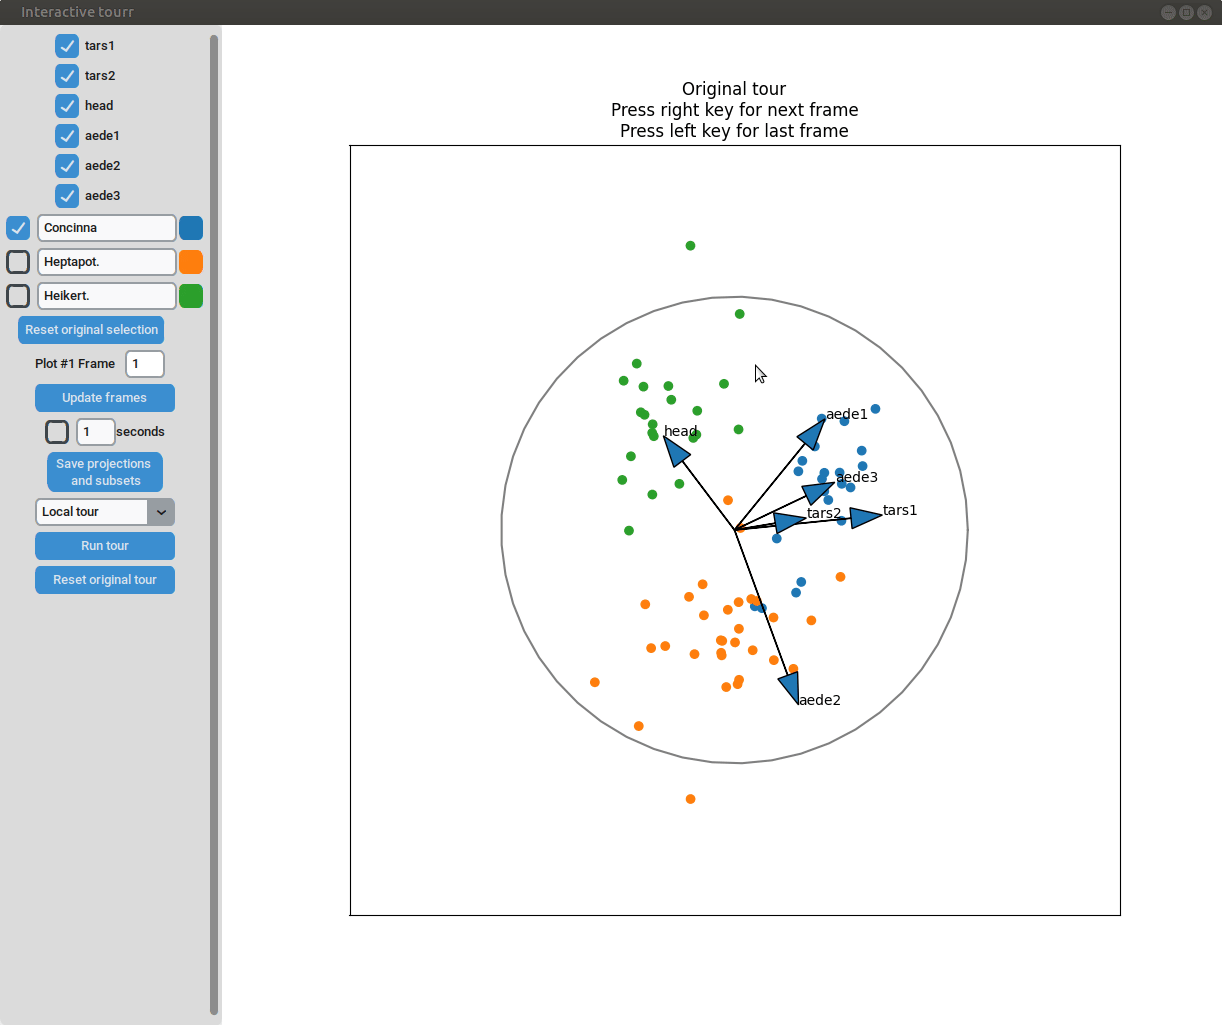 Interactive tourr
tars1
tars2
head
aede1
aede2
aede3
Concinna
Heptapot.
Heikert.
Reset original selection
Plot #1 Frame 1
Update frames
1 seconds
Save projections
and subsets
Local tour
Run tour
Reset original tour
Original tour
Press right key for next frame
Press left key for last frame
aede1
head
aede3
tars1
tars2
aede2